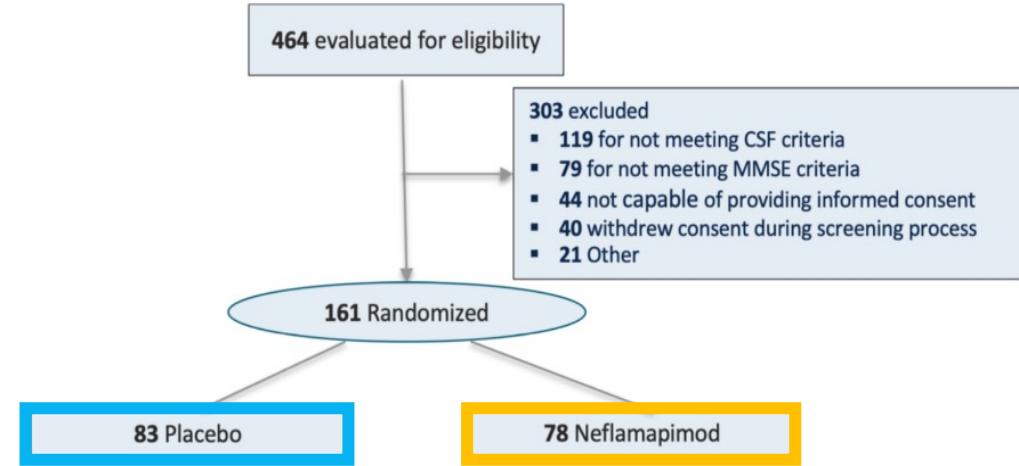 464 evaluated for eligibility
303 excluded
▪ 119 for not meeting CSF criteria
▪ 79 for not meeting MMSE criteria
▪ 44 not capable of providing informed consent
▪ 40 withdrew consent during screening process
▪ 21 Other
161 Randomized
83 Placebo
78 Neflamapimod